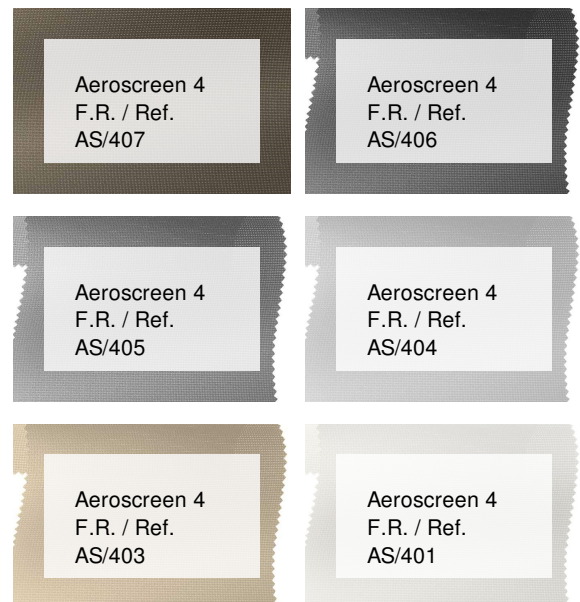 Aeroscreen 4
F.R. / Ref.
AS/407
Aeroscreen 4
F.R. / Ref.
AS/406
Aeroscreen 4
F.R. / Ref.
AS/405
Aeroscreen 4
F.R. / Ref.
AS/404
Aeroscreen 4
F.R. / Ref.
AS/403
Aeroscreen 4
F.R. / Ref.
AS/401